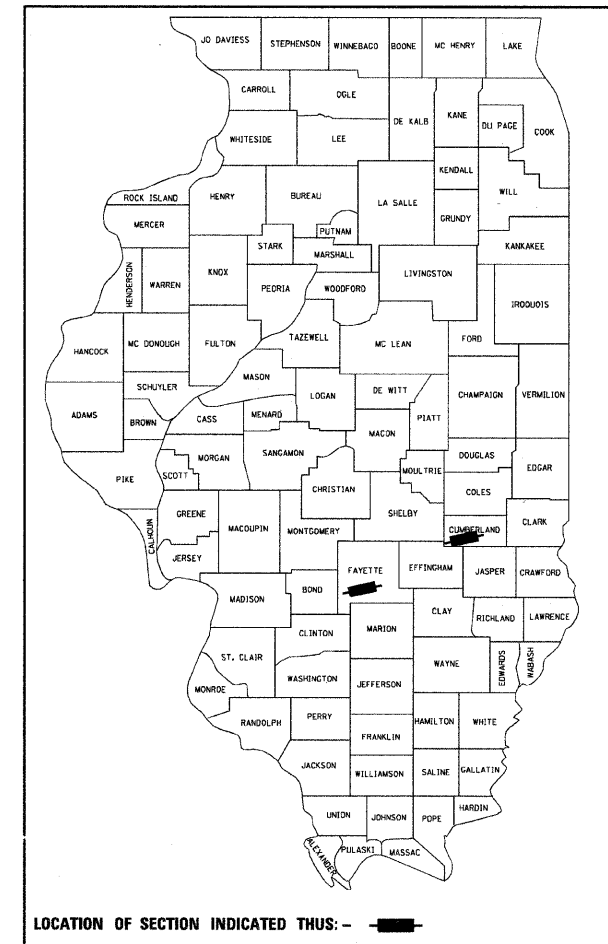 JO DAVIESS STEPHENSON WINNEBAGO BOONE MC HENRY LAKE
CARROLL OGLE DE KALB KANE DU PAGE COOK
WHITESIDE LEE
KENDALL WILL
ROCK ISLAND HENRY BUREAU LA SALLE GRUNDY
MERCER PUTNAM
STARK MARSHALL KANKAKEE
HENDERSON WARREN KNOX PEORIA WOODFORD LIVINGSTON IROQUOIS
HANCOCK MC DONOUGH FULTON TAZEWELL MC LEAN FORD
SCHUYLER MASON LOGAN DE WITT CHAMPAIGN VERMILION
ADAMS BROWN CASS MENARD MACON PIATT
MORGAN SANGAMON DOUGLAS
PIKE SCOTT CHRISTIAN MOULTRIE COLES EDGAR
GREENE MACOUPIN MONTGOMERY SHELBY CUMBERLAND CLARK
CALHOUN JERSEY
FAYETTE EFFINGHAM JASPER CRAWFORD
MADISON BOND
CLAY RICHLAND LAWRENCE
CLINTON MARION
ST. CLAIR WAYNE EDWARDS WABASH
WASHINGTON JEFFERSON
MONROE
RANDOLPH PERRY HAMILTON WHITE
FRANKLIN
JACKSON WILLIAMSON SALINE GALLATIN
UNION JOHNSON POPE HARDIN
ALEXANDER PULASKI MASSAC
LOCATION OF SECTION INDICATED THUS: -